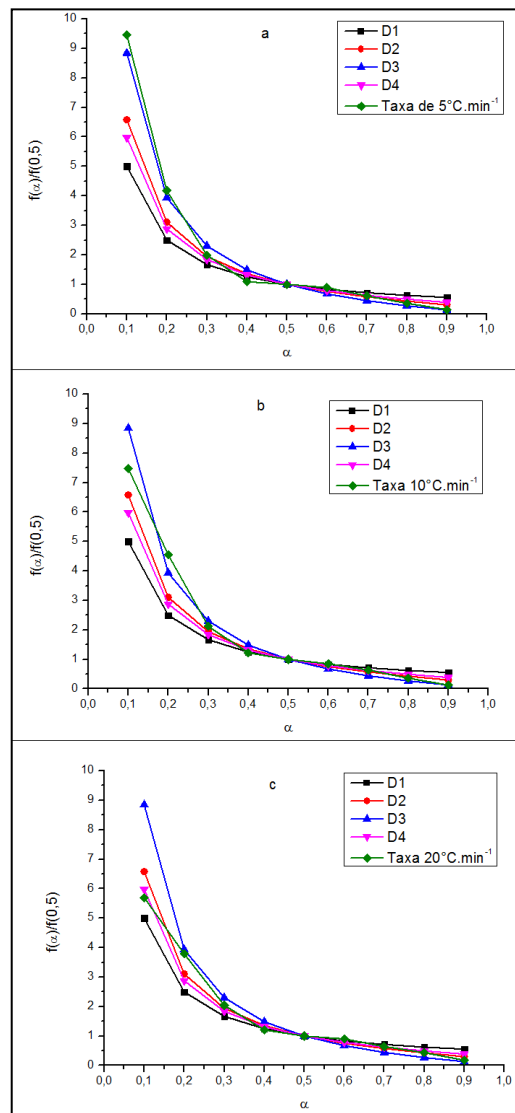 a
D1
D2
D3
D4
Taxa de 5°C.min⁻¹
f(α)/f(0,5)
10
9
8
7
6
5
4
3
2
1
0
0,0 0,1 0,2 0,3 0,4 0,5 0,6 0,7 0,8 0,9 1,0
α
b
D1
D2
D3
D4
Taxa 10°C.min⁻¹
f(α)/f(0,5)
10
9
8
7
6
5
4
3
2
1
0
0,0 0,1 0,2 0,3 0,4 0,5 0,6 0,7 0,8 0,9 1,0
α
c
D1
D2
D3
D4
Taxa 20°C.min⁻¹
f(α)/f(0,5)
10
9
8
7
6
5
4
3
2
1
0
0,0 0,1 0,2 0,3 0,4 0,5 0,6 0,7 0,8 0,9 1,0
α